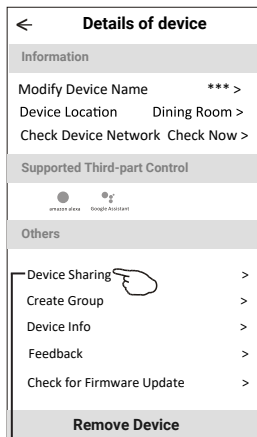 ← Details of device
Information
Modify Device Name *** >
Device Location Dining Room >
Check Device Network Check Now >
Supported Third-part Control
amazon alexa Google Assistant
Others
Device Sharing >
Create Group >
Device Info >
Feedback >
Check for Firmware Update >
Remove Device